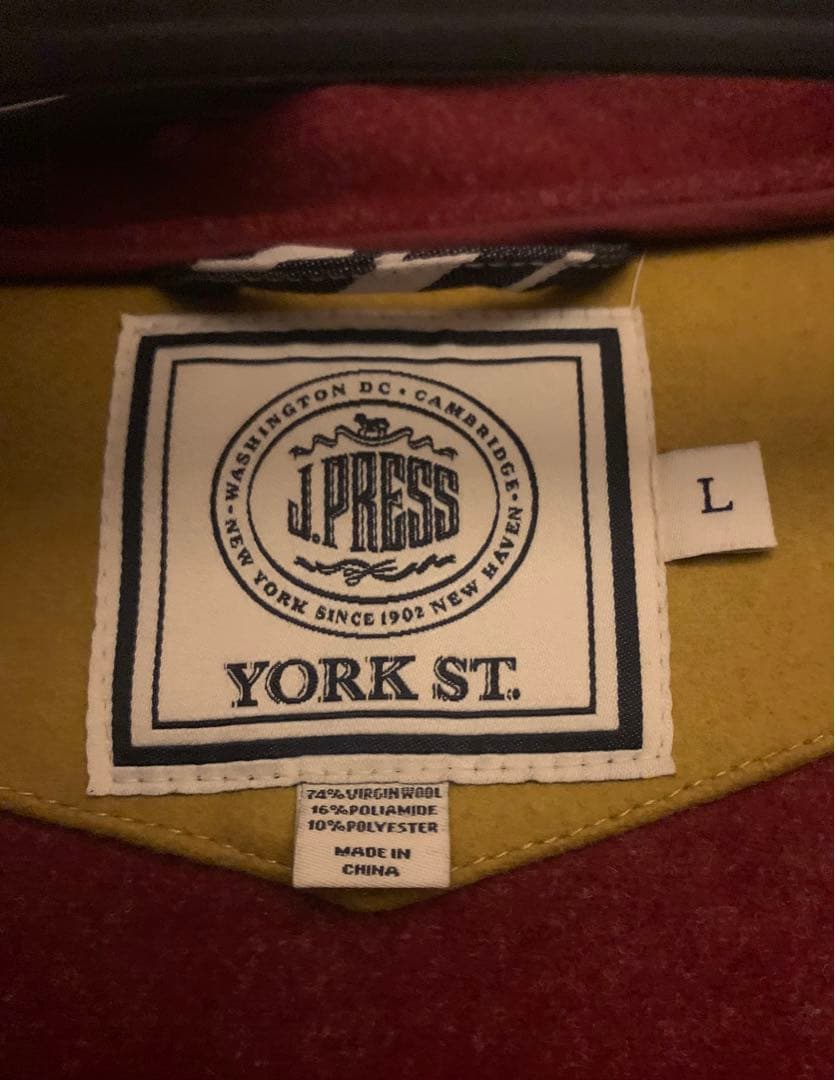 WASHINGTON DC • CAMBRIDGE •
J.PRESS
NEW YORK SINCE 1902 NEW HAVEN •
YORK ST.
L
74% VIRGIN WOOL
16% POLIAMIDE
10% POLYESTER
MADE IN
CHINA